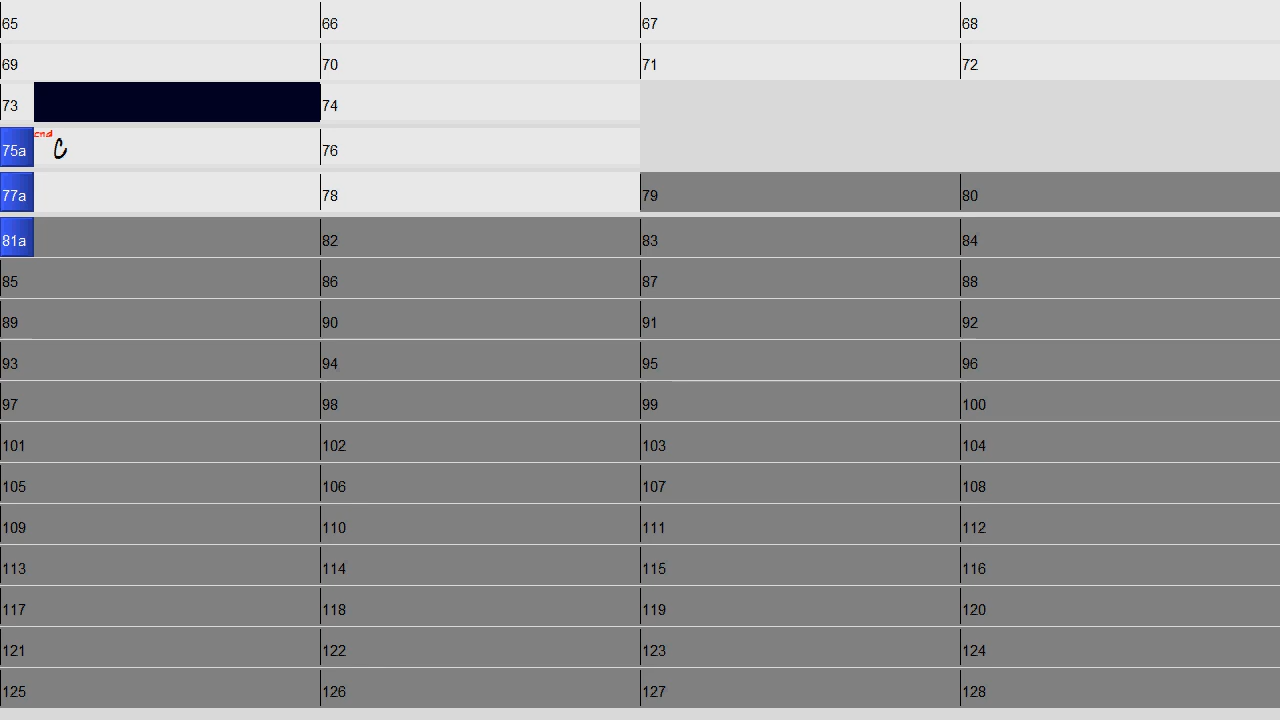 65 66 67 68
69 70 71 72
73 74
end
75a C 76
77a 78 79 80
81a 82 83 84
85 86 87 88
89 90 91 92
93 94 95 96
97 98 99 100
101 102 103 104
105 106 107 108
109 110 111 112
113 114 115 116
117 118 119 120
121 122 123 124
125 126 127 128